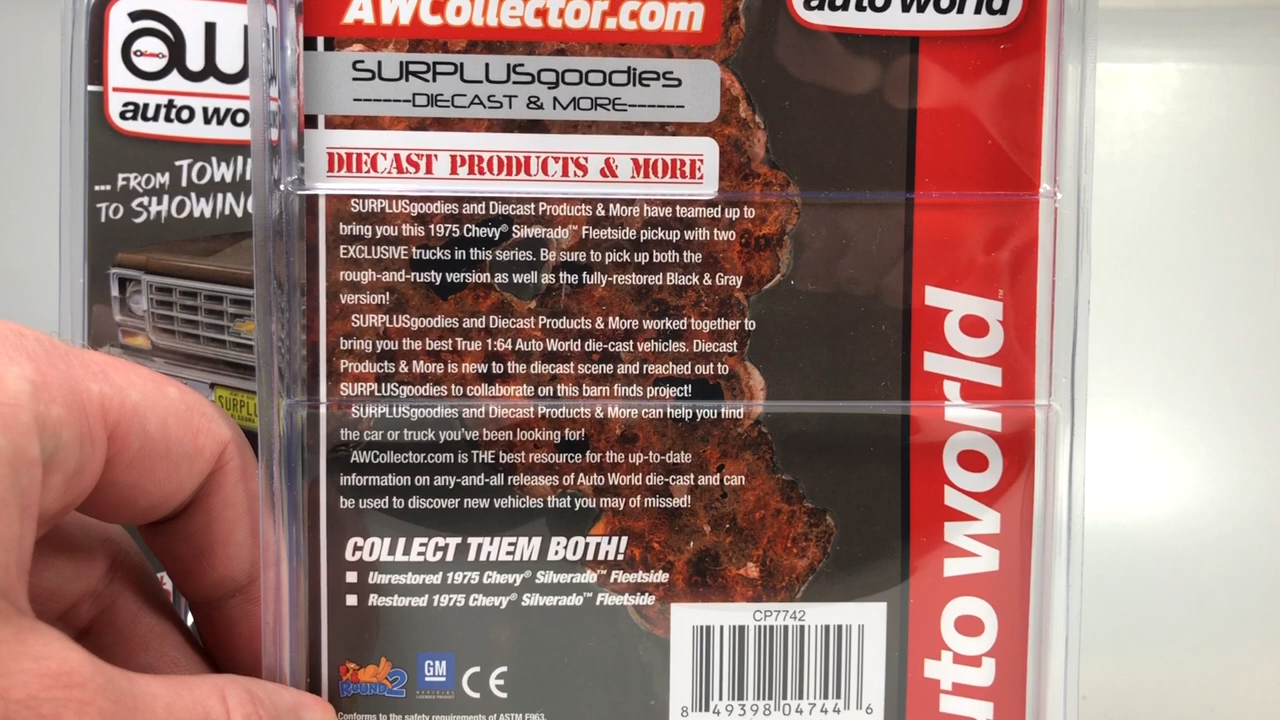 AWCollector.com
auto world
aw
auto wo
... FROM TOWI
TO SHOWING
SURPL
SURPLUSgoodies
------DIECAST & MORE------
DIECAST PRODUCTS & MORE
SURPLUSgoodies and Diecast Products & More have teamed up to
bring you this 1975 Chevy® Silverado™ Fleetside pickup with two
EXCLUSIVE trucks in this series. Be sure to pick up both the
rough-and-rusty version as well as the fully-restored Black & Gray
version!
SURPLUSgoodies and Diecast Products & More worked together to
bring you the best True 1:64 Auto World die-cast vehicles. Diecast
Products & More is new to the diecast scene and reached out to
SURPLUSgoodies to collaborate on this barn finds project!
SURPLUSgoodies and Diecast Products & More can help you find
the car or truck you've been looking for!
AWCollector.com is THE best resource for the up-to-date
information on any-and-all releases of Auto World die-cast and can
be used to discover new vehicles that you may of missed!
COLLECT THEM BOTH!
Unrestored 1975 Chevy® Silverado™ Fleetside
Restored 1975 Chevy® Silverado™ Fleetside
ROUND 2
GM
OFFICIAL
LICENSED PRODUCT
CE
Conforms to the safety requirements of ASTM F963.
CP7742
8 49398 04744 6
auto world™